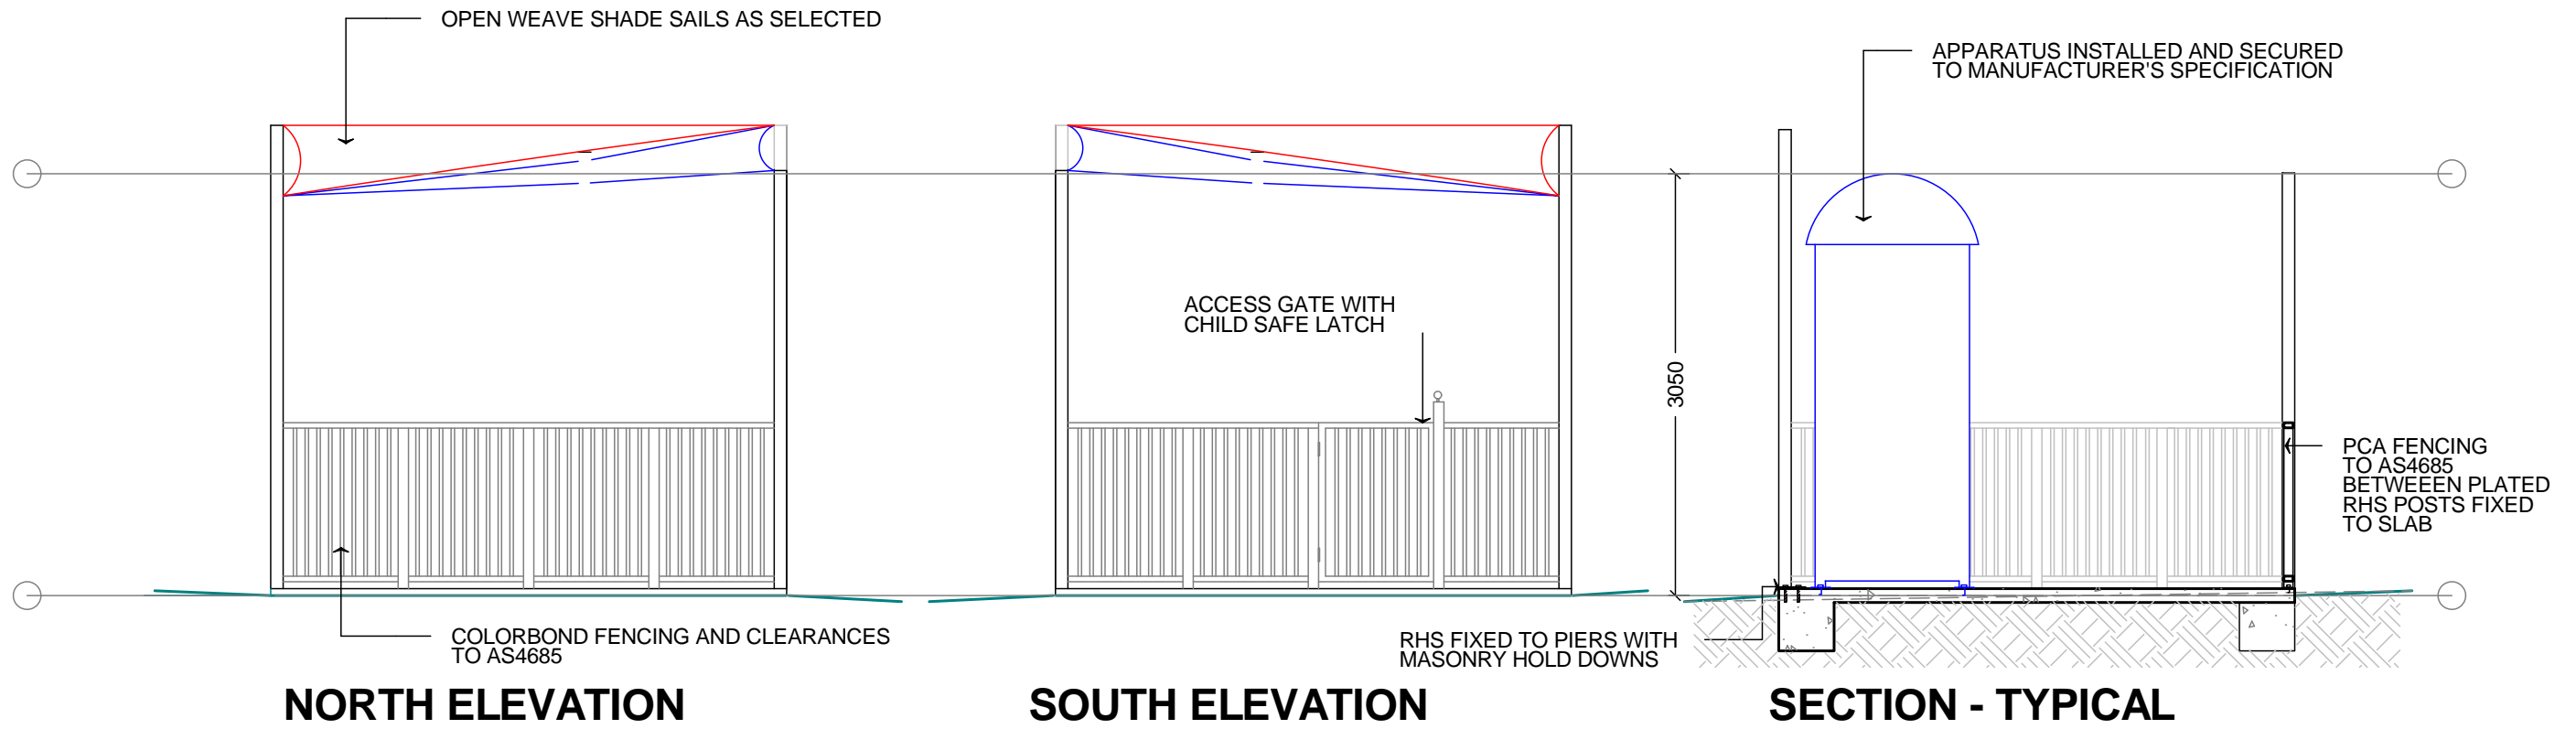 OPEN WEAVE SHADE SAILS AS SELECTED
APPARATUS INSTALLED AND SECURED
TO MANUFACTURER'S SPECIFICATION
ACCESS GATE WITH
CHILD SAFE LATCH
3050
PCA FENCING
TO AS4685
BETWEEEN PLATED
RHS POSTS FIXED
TO SLAB
COLORBOND FENCING AND CLEARANCES
TO AS4685
RHS FIXED TO PIERS WITH
MASONRY HOLD DOWNS
NORTH ELEVATION
SOUTH ELEVATION
SECTION - TYPICAL